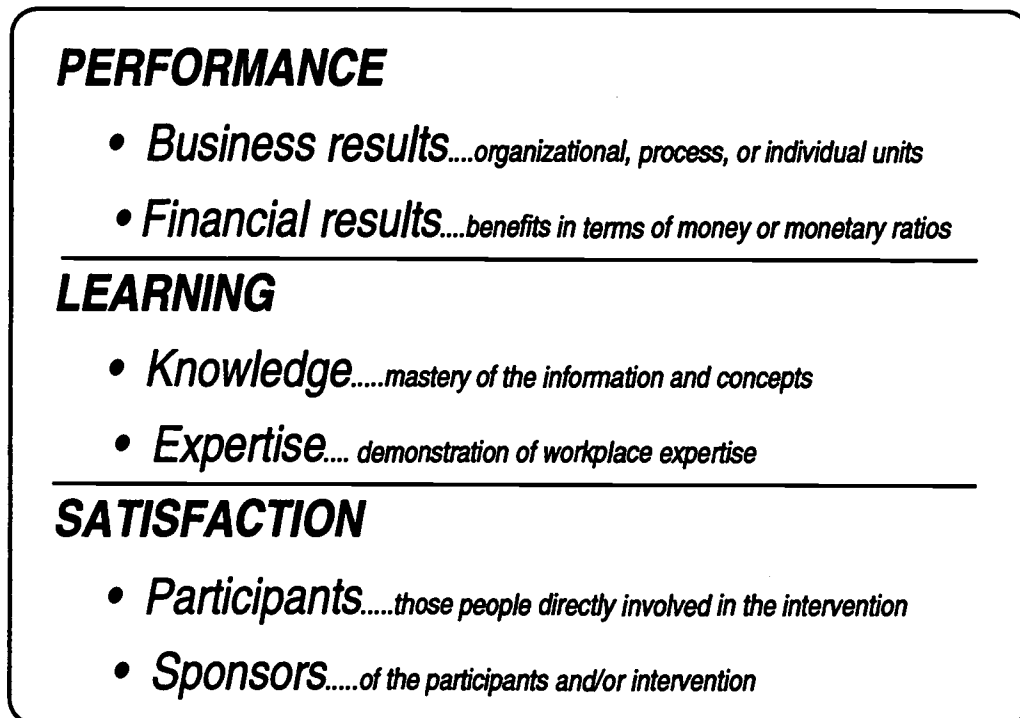 PERFORMANCE
• Business results....organizational, process, or individual units
• Financial results....benefits in terms of money or monetary ratios
LEARNING
• Knowledge.....mastery of the information and concepts
• Expertise.... demonstration of workplace expertise
SATISFACTION
• Participants.....those people directly involved in the intervention
• Sponsors.....of the participants and/or intervention